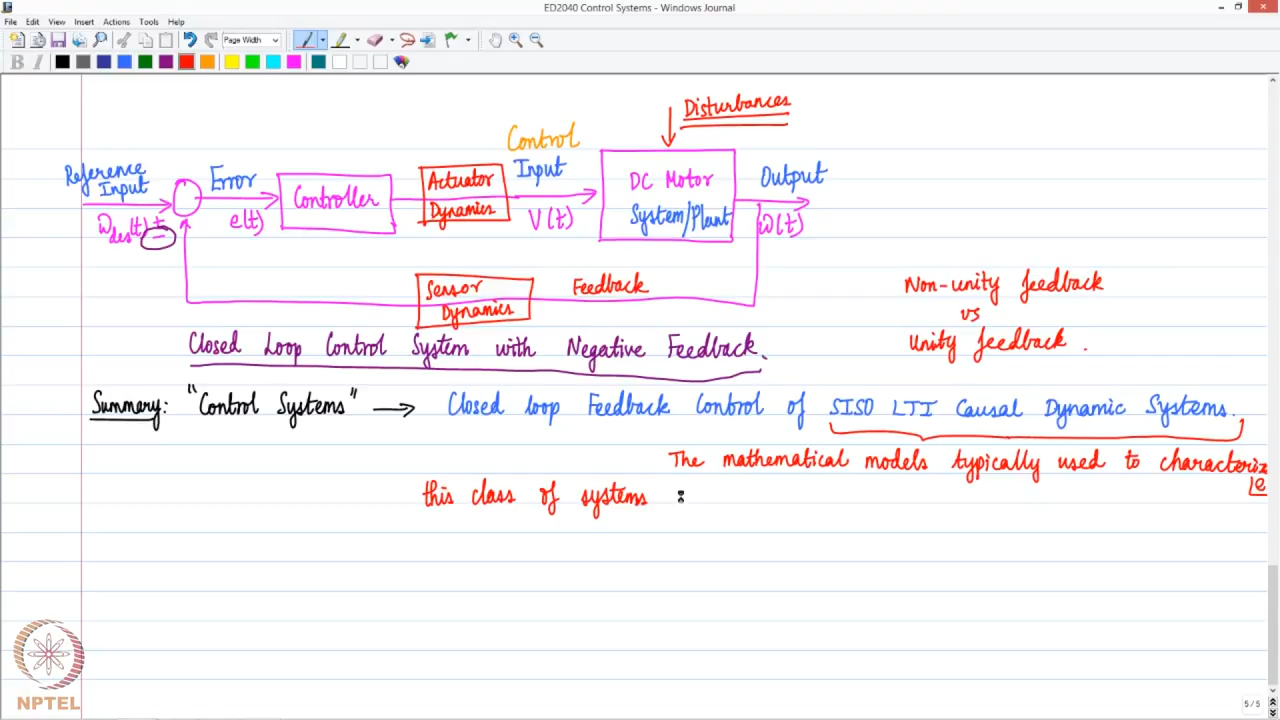 ED2040 Control Systems - Windows Journal
File Edit View Insert Actions Tools Help
Page Width
B I
Disturbances
Control
Input
Reference
Input
Error
Controller
Actuator
Dynamics
DC Motor
System/Plant
Output
ω_des(t) +
−
e(t)
V(t)
ω(t)
Sensor
Dynamics
Feedback
Non-unity feedback
vs
Unity feedback.
Closed Loop Control System with Negative Feedback.
Summary: "Control Systems" → Closed loop Feedback Control of SISO LTI Causal Dynamic Systems.
The mathematical models typically used to characteriz
e
this class of systems
NPTEL
5/5